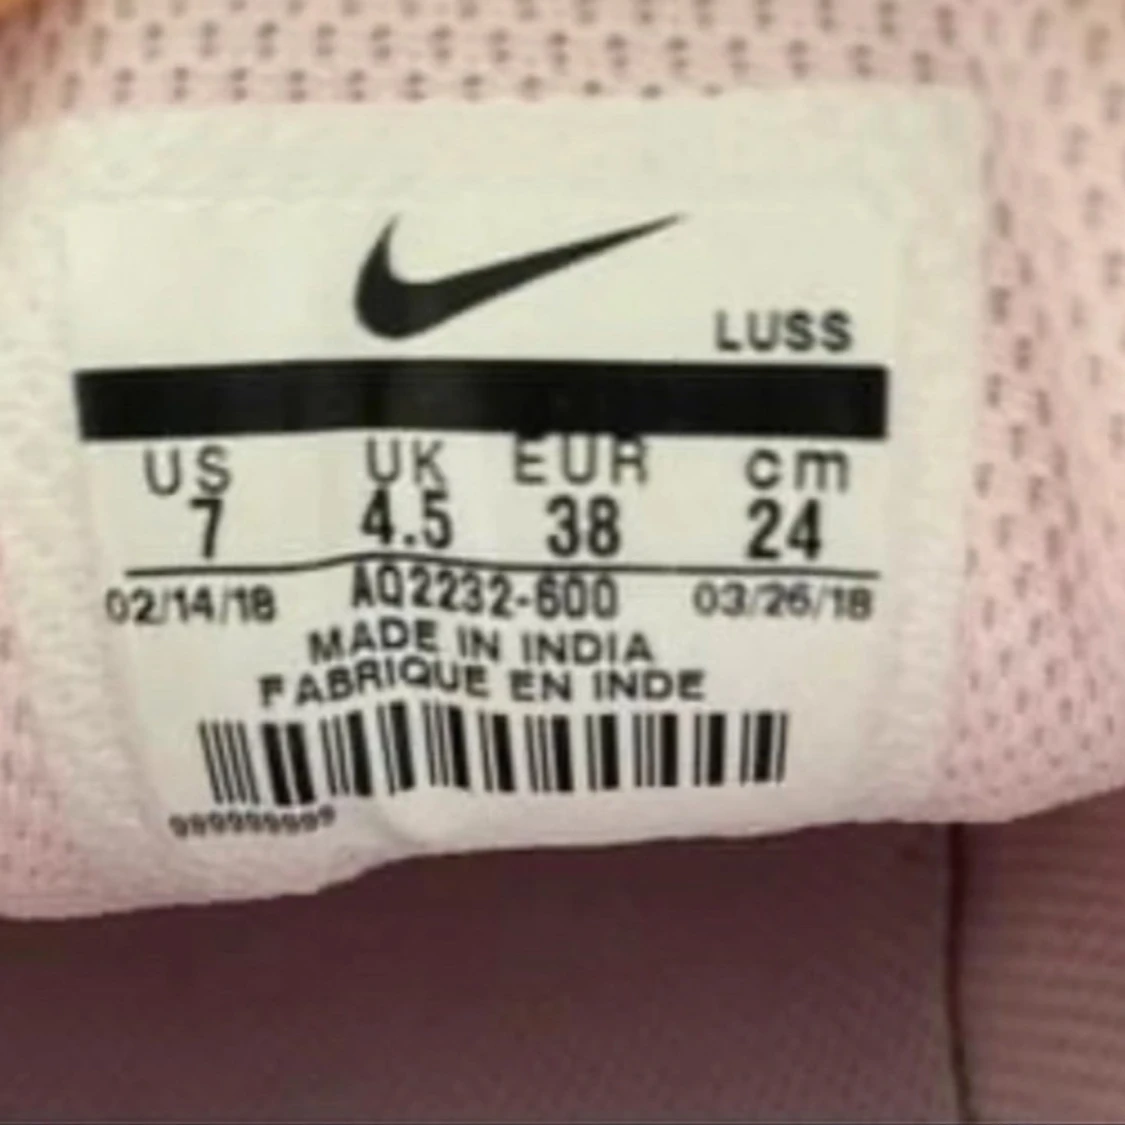 LUSS
US UK EUR cm
7 4.5 38 24
02/14/18 AQ2232-600 03/26/18
MADE IN INDIA
FABRIQUE EN INDE
9999999999